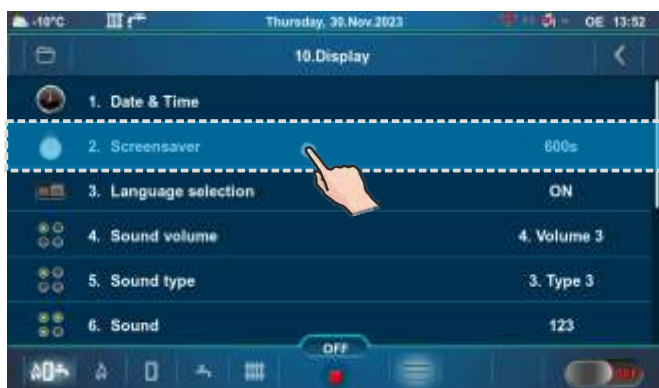 -10°C Thursday, 30.Nov.2023 OE 13:52
10.Display
1. Date & Time
2. Screensaver 600s
3. Language selection ON
4. Sound volume 4. Volume 3
5. Sound type 3. Type 3
6. Sound 123
OFF
OFF